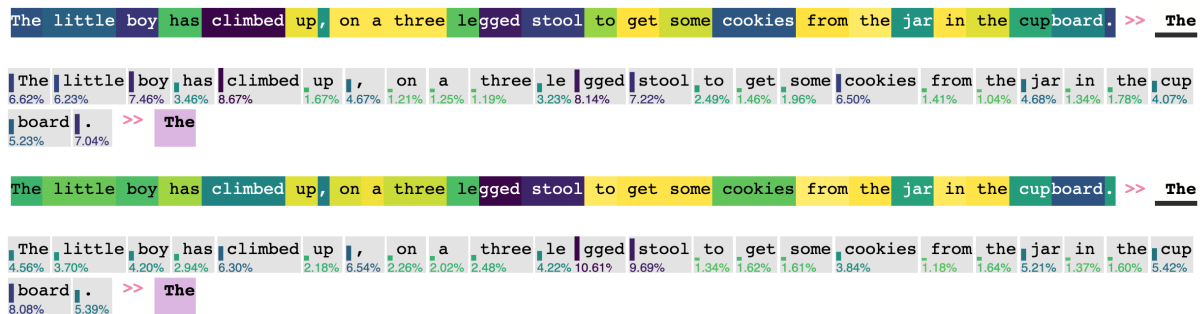 The little boy has climbed up, on a three legged stool to get some cookies from the jar in the cupboard. >> The
The little boy has climbed up , on a three le gged stool to get some cookies from the jar in the cup
6.62% 6.23% 7.46% 3.46% 8.67% 1.67% 4.67% 1.21% 1.25% 1.19% 3.23% 8.14% 7.22% 2.49% 1.46% 1.96% 6.50% 1.41% 1.04% 4.68% 1.34% 1.78% 4.07%
board . >> The
5.23% 7.04%
The little boy has climbed up, on a three legged stool to get some cookies from the jar in the cupboard. >> The
The little boy has climbed up , on a three le gged stool to get some cookies from the jar in the cup
4.56% 3.70% 4.20% 2.94% 6.30% 2.18% 6.54% 2.26% 2.02% 2.48% 4.22% 10.61% 9.69% 1.34% 1.62% 1.61% 3.84% 1.18% 1.64% 5.21% 1.37% 1.60% 5.42%
board . >> The
8.08% 5.39%